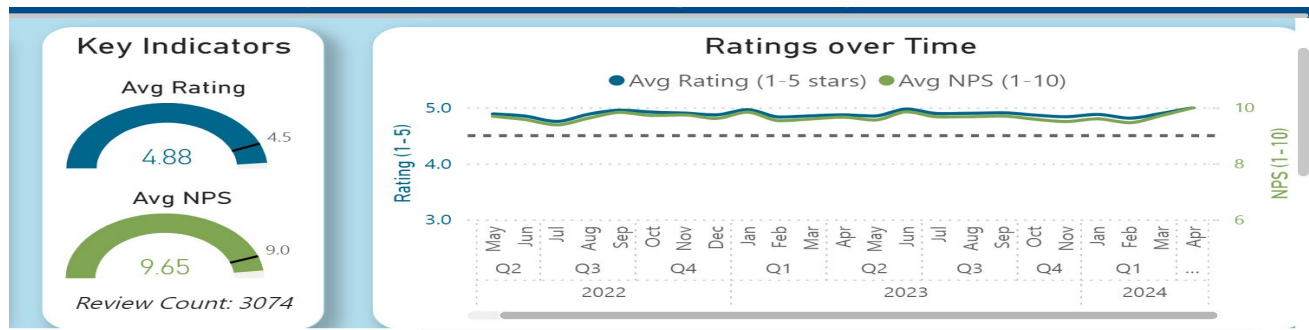 Key Indicators
Avg Rating
4.5
4.88
Avg NPS
9.0
9.65
Review Count: 3074
Ratings over Time
Avg Rating (1-5 stars) Avg NPS (1-10)
Rating (1-5)
5.0
4.0
3.0
10
8
6
NPS (1-10)
May Jun Jul Aug Sep Oct Nov Dec Jan Feb Mar Apr May Jun Jul Aug Sep Oct Nov Jan Feb Mar Apr
Q2 Q3 Q4 Q1 Q2 Q3 Q4 Q1 ...
2022 2023 2024